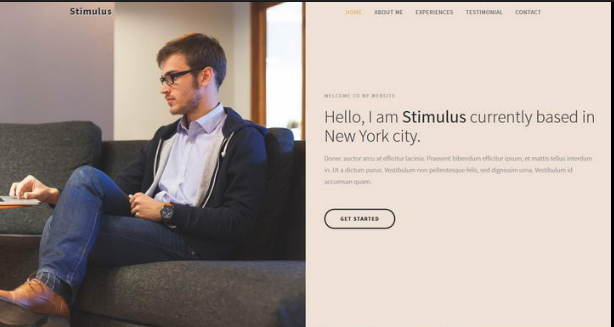 Stimulus
HOME ABOUT ME EXPERIENCES TESTIMONIAL CONTACT
WELCOME TO MY WEBSITE
Hello, I am Stimulus currently based in
New York city.
Donec auctor arcu at efficitur lacinia. Praesent bibendum efficitur ipsum, et mattis tellus interdum
in. Ut a dictum purus. Vestibulum non pellentesque felis, sed dignissim urna. Vestibulum id
accumsan quam.
GET STARTED